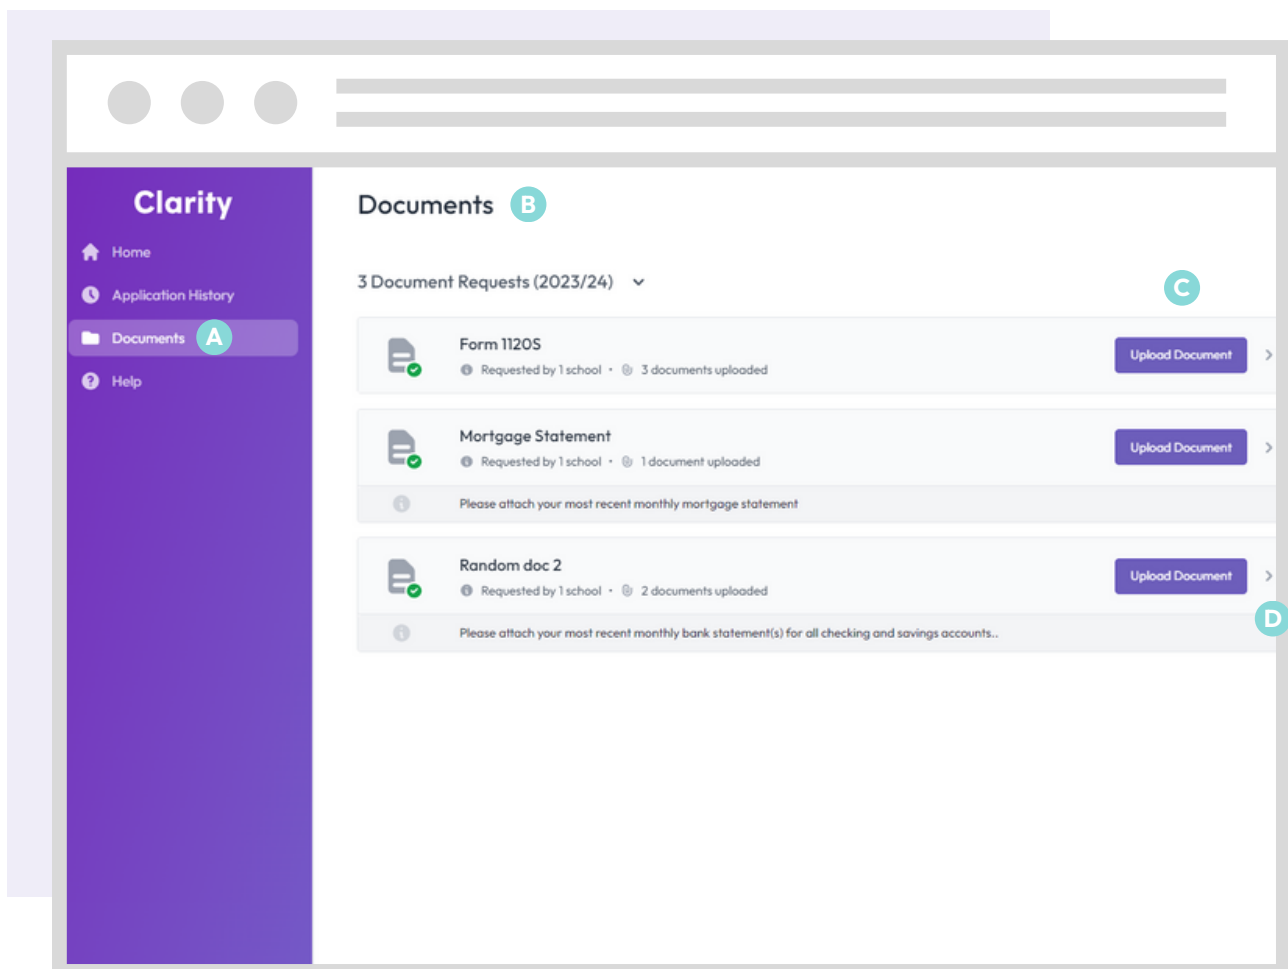 Clarity
Home
Application History
Documents A
Help
Documents B
3 Document Requests (2023/24)
C
Form 1120S
Requested by 1 school • 3 documents uploaded
Upload Document
Mortgage Statement
Requested by 1 school • 1 document uploaded
Upload Document
Please attach your most recent monthly mortgage statement
Random doc 2
Requested by 1 school • 2 documents uploaded
Upload Document
D
Please attach your most recent monthly bank statement(s) for all checking and savings accounts..